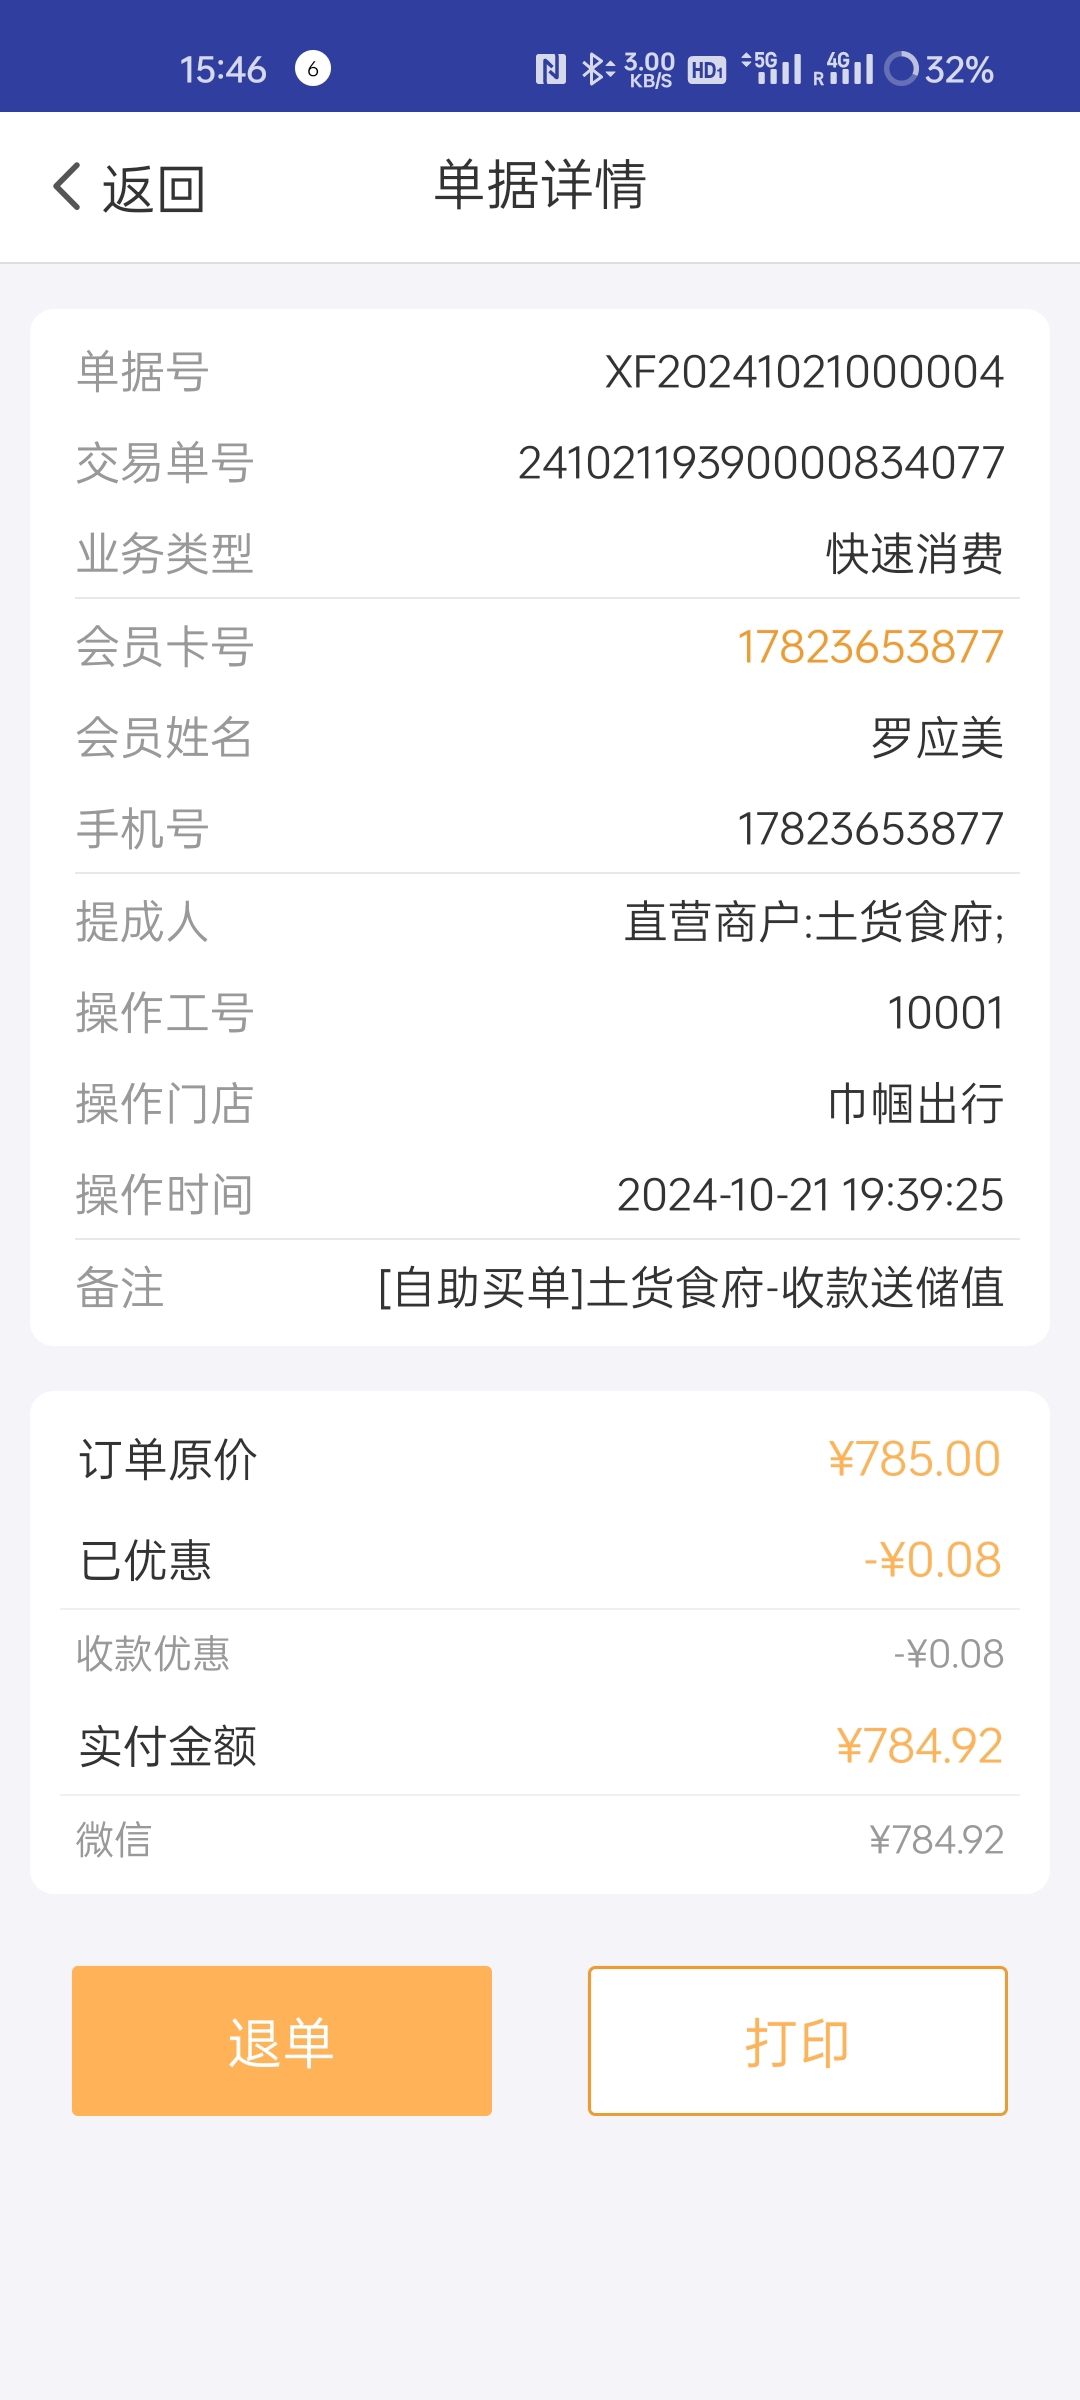 15:46 6 3.00 KB/S HD1 5G R 4G 32%
返回 单据详情
单据号 XF20241021000004
交易单号 2410211939000​0834077
业务类型 快速消费
会员卡号 17823653877
会员姓名 罗应美
手机号 17823653877
提成人 直营商户:土货食府;
操作工号 10001
操作门店 巾帼出行
操作时间 2024-10-21 19:39:25
备注 [自助买单]土货食府-收款送储值
订单原价 ¥785.00
已优惠 -¥0.08
收款优惠 -¥0.08
实付金额 ¥784.92
微信 ¥784.92
退单 打印